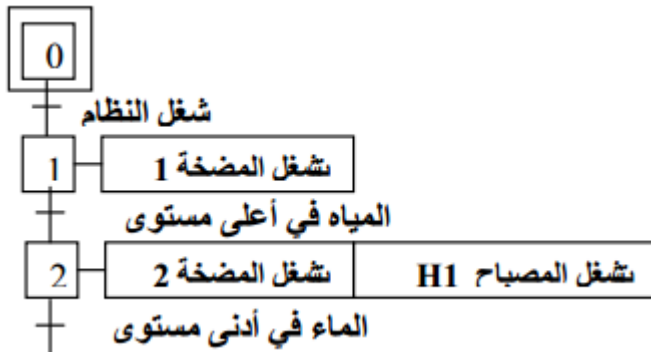 0
شغل النظام
1 تشغل المضخة 1
المياه في أعلى مستوى
2 تشغل المضخة 2 تشغل المصباح H1
الماء في أدنى مستوى